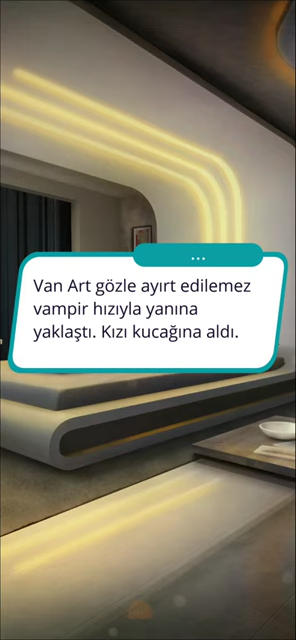 ...
Van Art gözle ayırt edilemez
vampir hızıyla yanına
yaklaştı. Kızı kucağına aldı.